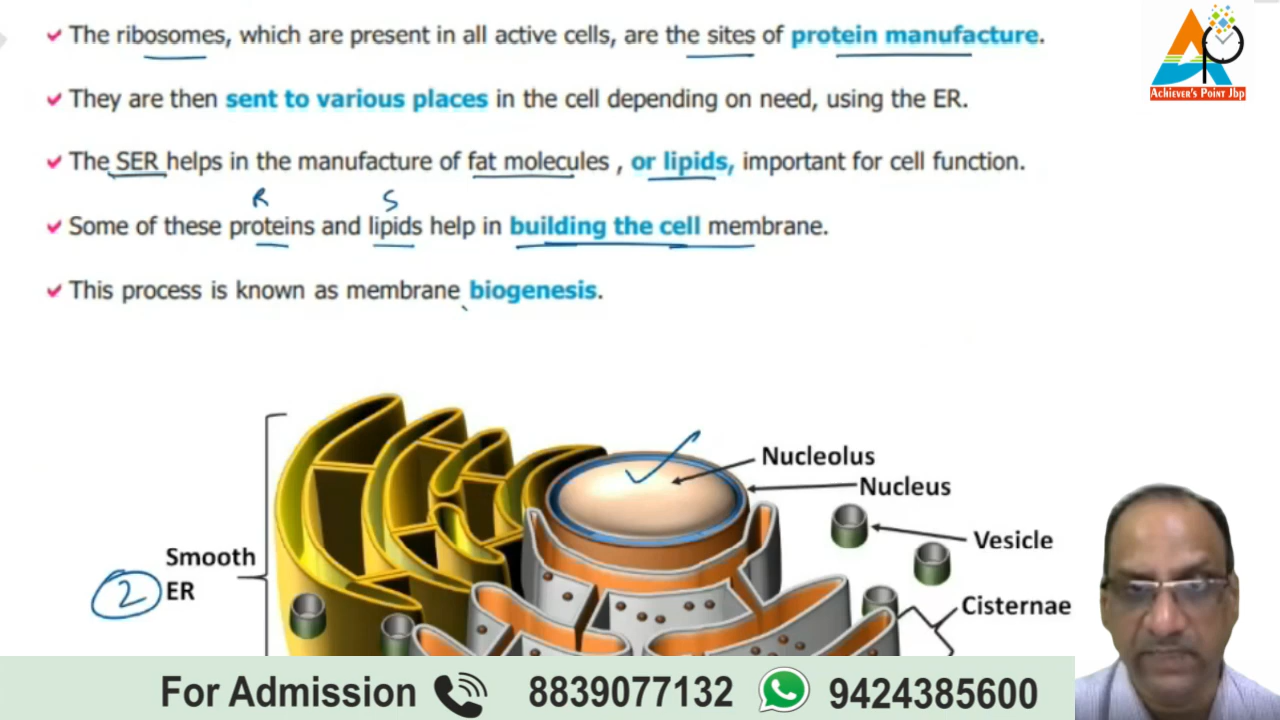 The ribosomes, which are present in all active cells, are the sites of protein manufacture.
They are then sent to various places in the cell depending on need, using the ER.
The SER helps in the manufacture of fat molecules , or lipids, important for cell function.
R S
Some of these proteins and lipids help in building the cell membrane.
This process is known as membrane biogenesis.
ACHIEVER'S POINT JBP
Nucleolus
Nucleus
Vesicle
Smooth
2 ER
Cisternae
For Admission 8839077132 9424385600